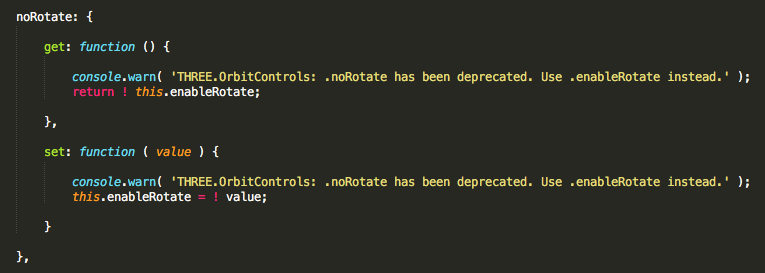 noRotate: {
get: function () {
console.warn( 'THREE.OrbitControls: .noRotate has been deprecated. Use .enableRotate instead.' );
return ! this.enableRotate;
},
set: function ( value ) {
console.warn( 'THREE.OrbitControls: .noRotate has been deprecated. Use .enableRotate instead.' );
this.enableRotate = ! value;
}
},